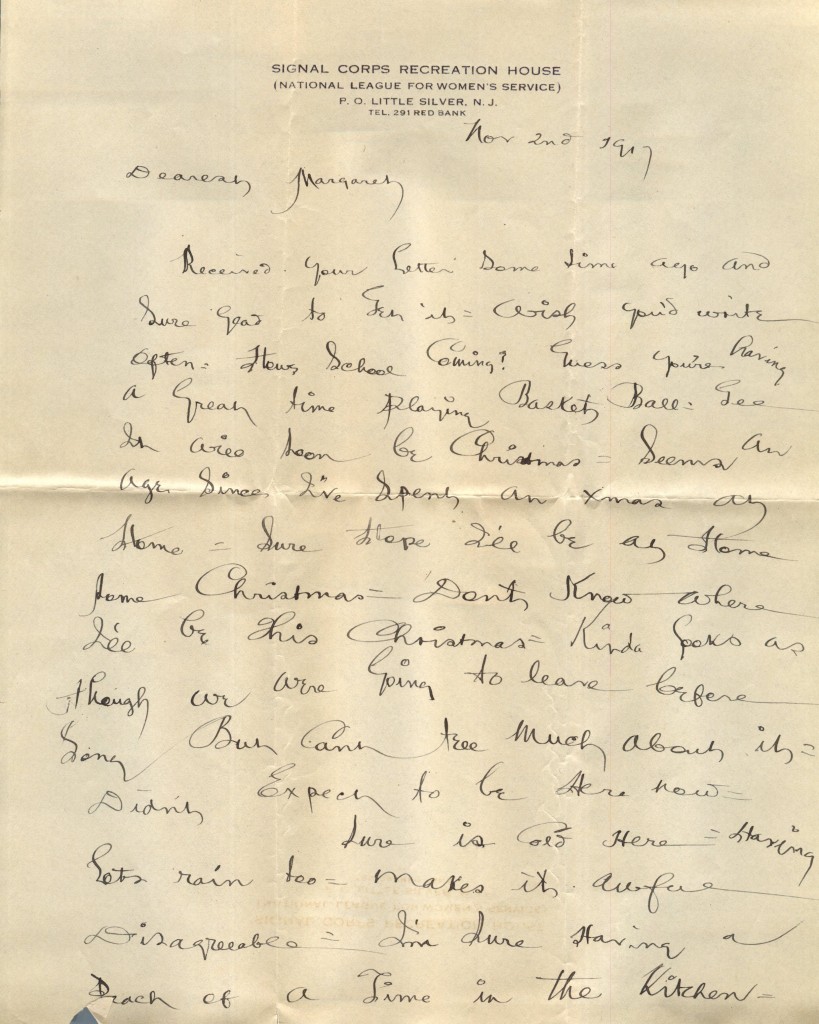 SIGNAL CORPS RECREATION HOUSE
(NATIONAL LEAGUE FOR WOMEN'S SERVICE)
P. O. LITTLE SILVER, N. J.
TEL. 291 RED BANK
Nov 2nd 1917
Dearest Margaret
Received your letter some time ago and
Sure Glad to Get it = Wish you'd write
often = Hows School Coming? Guess you're having
a Great time playing Basket Ball = Gee
It will soon be Christmas = Seems an
age since I've Spent an xmas at
Home = Sure Hope I'll be at Home
some Christmas = Don't Know where
I'll be this Christmas = Kinda looks as
though we were Going to leave before
Long But Can't tell Much about it =
Didn't Expect to be Here now =
Sure is Cold Here = Having
Lots rain too = makes it awful
Disagreeable = I'm Sure Having a
Peach of a Time in the Kitchen =